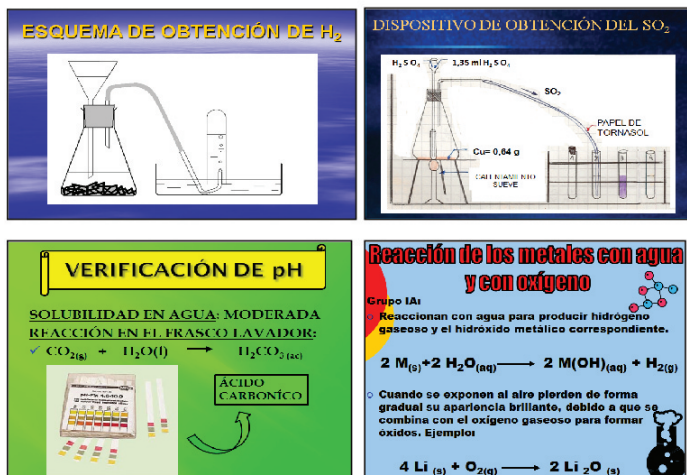 ESQUEMA DE OBTENCIÓN DE H₂
DISPOSITIVO DE OBTENCIÓN DEL SO₂
H₂ S O₄ 1,35 ml H₂ S O₄
SO₂
PAPEL DE
TORNASOL
Cu= 0,64 g
CALENTAMIENTO
SUEVE
VERIFICACIÓN DE pH
SOLUBILIDAD EN AGUA: MODERADA
REACCIÓN EN EL FRASCO LAVADOR:
✓ CO₂(g) + H₂O(l) → H₂CO₃ (ac)
ÁCIDO
CARBONÍCO
Reacción de los metales con agua
y con oxígeno
Grupo IA:
Reaccionan con agua para producir hidrógeno
gaseoso y el hidróxido metálico correspondiente.
2 M(s)+2 H₂O(aq) → 2 M(OH)(aq) + H₂(g)
Cuando se exponen al aire pierden de forma
gradual su apariencia brillante, debido a que se
combina con el oxígeno gaseoso para formar
óxidos. Ejemplo:
4 Li (s) + O₂(g) → 2 Li ₂O (s)